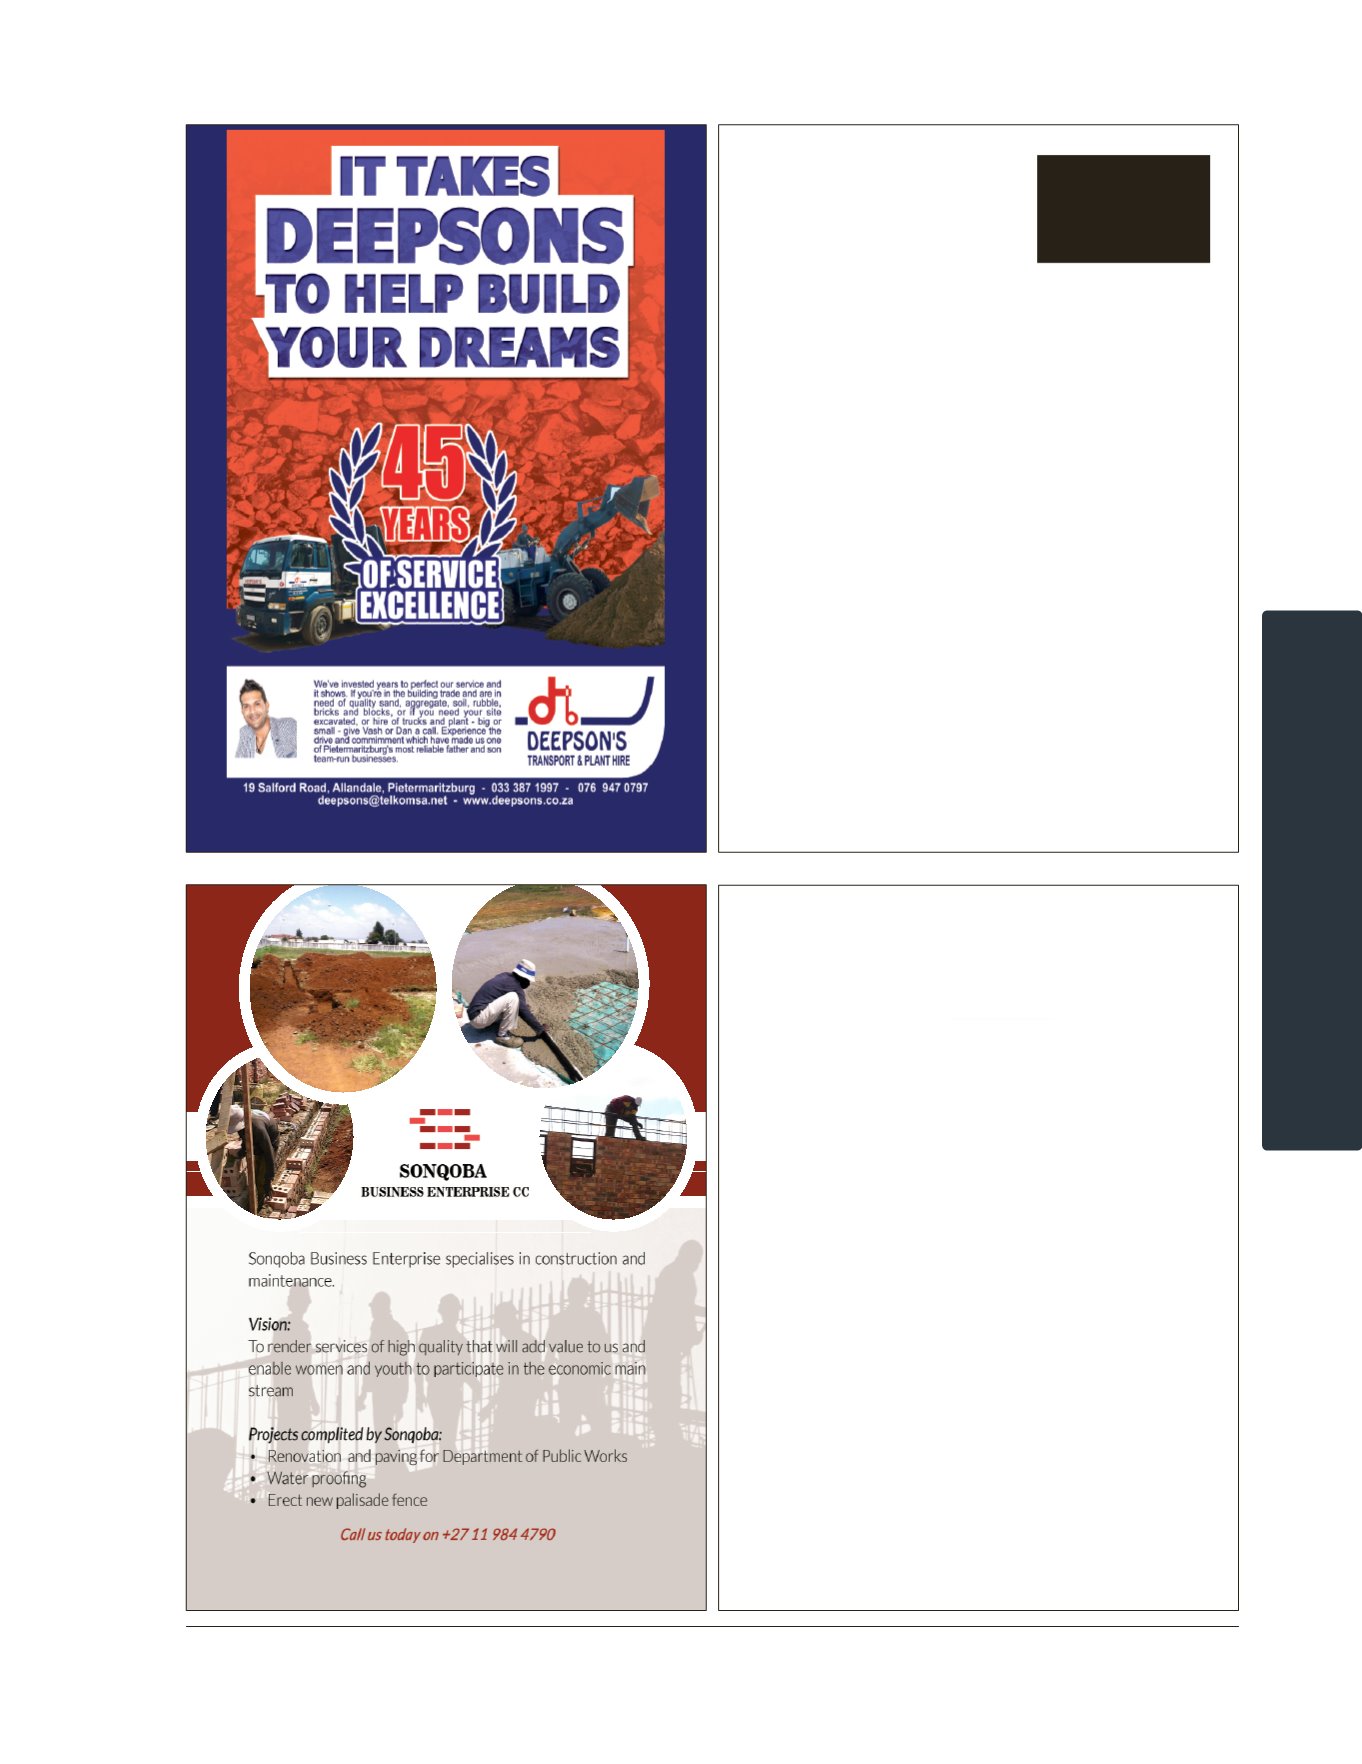 IT TAKES
DEEPSONS
TO HELP BUILD
YOUR DREAMS
45
YEARS
OF SERVICE
EXCELLENCE
We've invested years to perfect our service and
it shows. If you're in the building trade and are in
need of quality sand, aggregate, soil, rubble,
bricks and blocks, or if you need your site
excavated, or hire of trucks and plant - big or
small - give Vash or Dan a call. Experience the
drive and commimment which have made us one
of Pietermaritzburg's most reliable father and son
team-run businesses.
DEEPSON'S
TRANSPORT & PLANT HIRE
19 Salford Road, Allandale, Pietermaritzburg - 033 387 1997 - 076 947 0797
deepsons@telkomsa.net - www.deepsons.co.za
SONQOBA
BUSINESS ENTERPRISE CC
Sonqoba Business Enterprise specialises in construction and
maintenance.
Vision:
To render services of high quality that will add value to us and
enable women and youth to participate in the economic main
stream
Projects complited by Sonqoba:
• Renovation and paving for Department of Public Works
• Water proofing
• Erect new palisade fence
Call us today on +27 11 984 4790